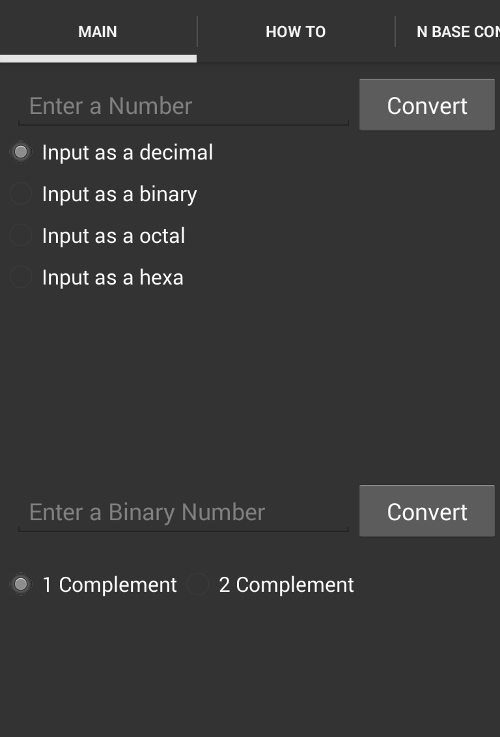 MAIN HOW TO N BASE CON
Enter a Number Convert
Input as a decimal
Input as a binary
Input as a octal
Input as a hexa
Enter a Binary Number Convert
1 Complement 2 Complement